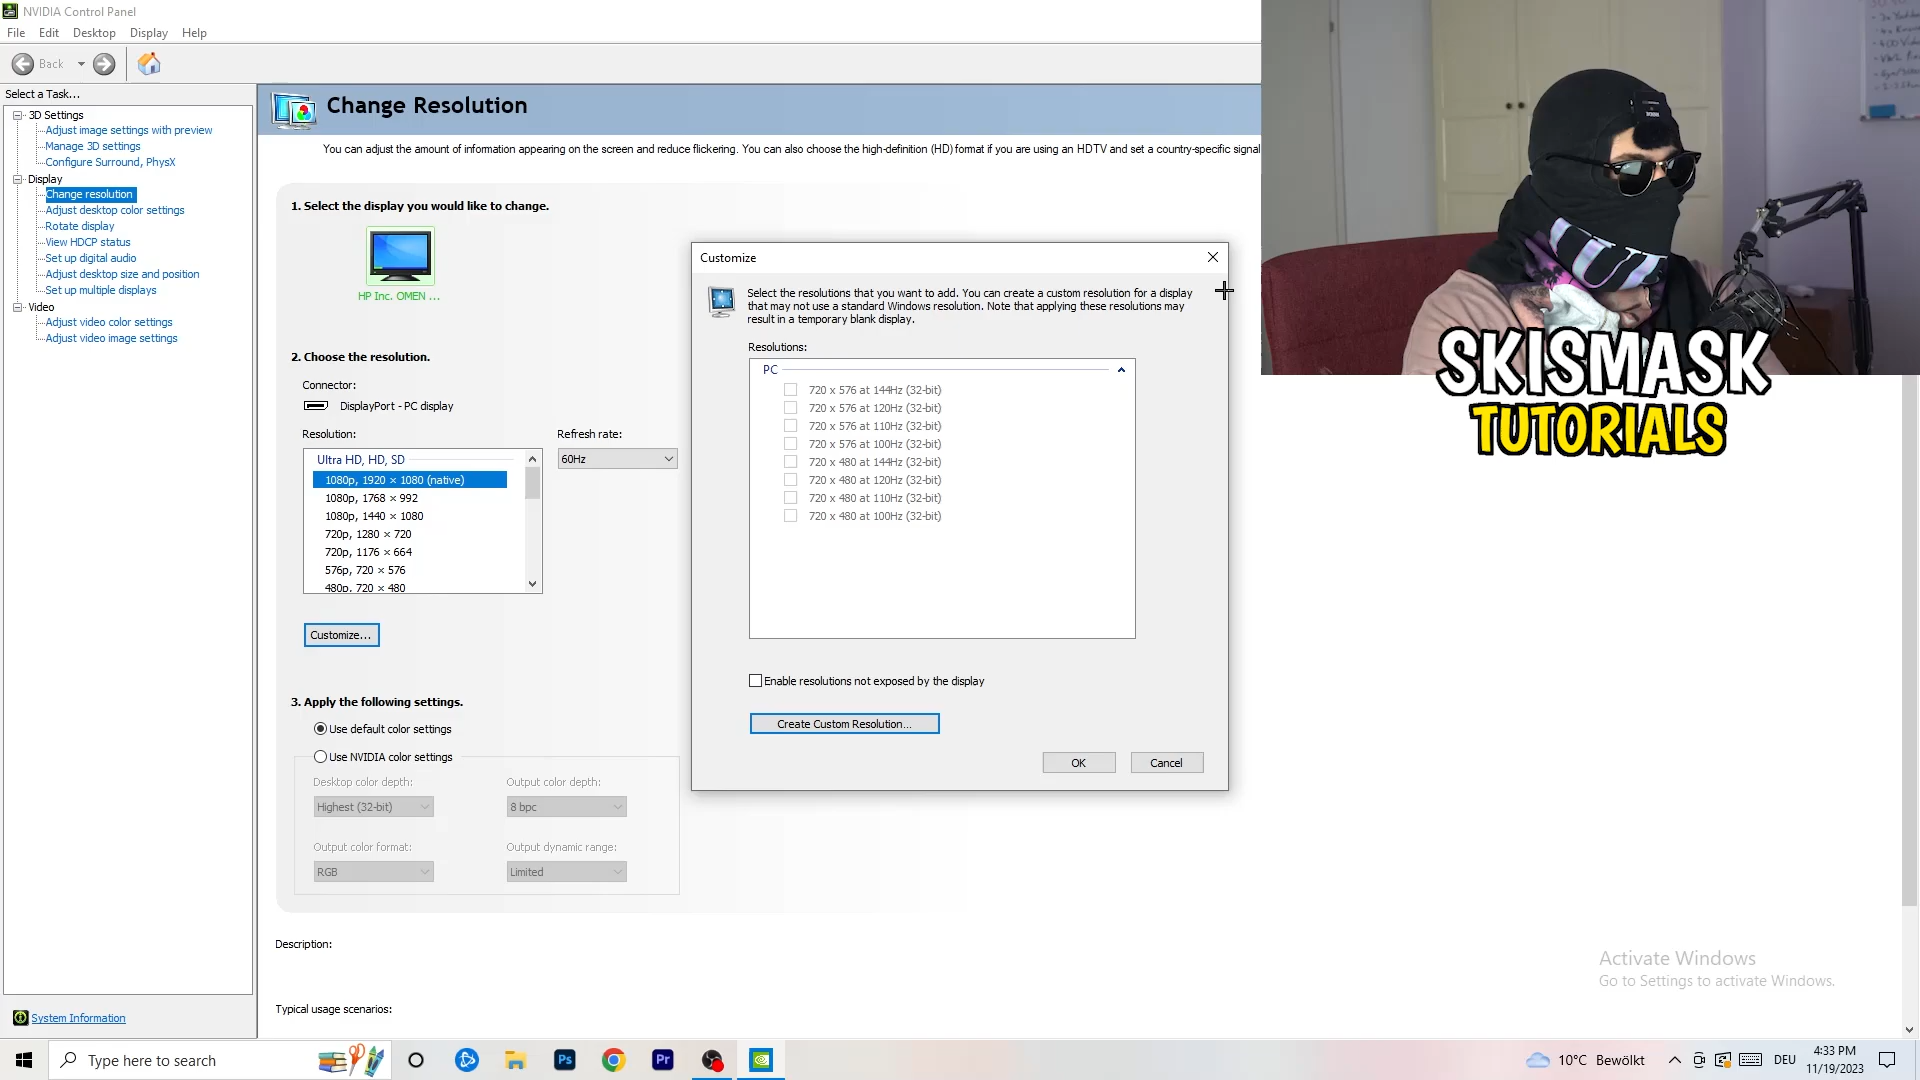 NVIDIA Control Panel
File Edit Desktop Display Help
Back
Select a Task...
3D Settings
Adjust image settings with preview
Manage 3D settings
Configure Surround, PhysX
Display
Change resolution
Adjust desktop color settings
Rotate display
View HDCP status
Set up digital audio
Adjust desktop size and position
Set up multiple displays
Video
Adjust video color settings
Adjust video image settings
System Information
Change Resolution
You can adjust the amount of information appearing on the screen and reduce flickering. You can also choose the high-definition (HD) format if you are using an HDTV and set a country-specific signal
1. Select the display you would like to change.
HP Inc. OMEN ...
2. Choose the resolution.
Connector:
DisplayPort - PC display
Resolution:
Refresh rate:
Ultra HD, HD, SD
60Hz
1080p, 1920 × 1080 (native)
1080p, 1768 × 992
1080p, 1440 × 1080
720p, 1280 × 720
720p, 1176 × 664
576p, 720 × 576
480p, 720 × 480
Customize...
3. Apply the following settings.
Use default color settings
Use NVIDIA color settings
Desktop color depth:
Output color depth:
Highest (32-bit)
8 bpc
Output color format:
Output dynamic range:
RGB
Limited
Description:
Typical usage scenarios:
Customize
Select the resolutions that you want to add. You can create a custom resolution for a display
that may not use a standard Windows resolution. Note that applying these resolutions may
result in a temporary blank display.
Resolutions:
PC
720 x 576 at 144Hz (32-bit)
720 x 576 at 120Hz (32-bit)
720 x 576 at 110Hz (32-bit)
720 x 576 at 100Hz (32-bit)
720 x 480 at 144Hz (32-bit)
720 x 480 at 120Hz (32-bit)
720 x 480 at 110Hz (32-bit)
720 x 480 at 100Hz (32-bit)
Enable resolutions not exposed by the display
Create Custom Resolution...
OK
Cancel
SKISMASK
TUTORIALS
Activate Windows
Go to Settings to activate Windows.
Type here to search
Ps
Pr
10°C Bewölkt
DEU
4:33 PM
11/19/2023